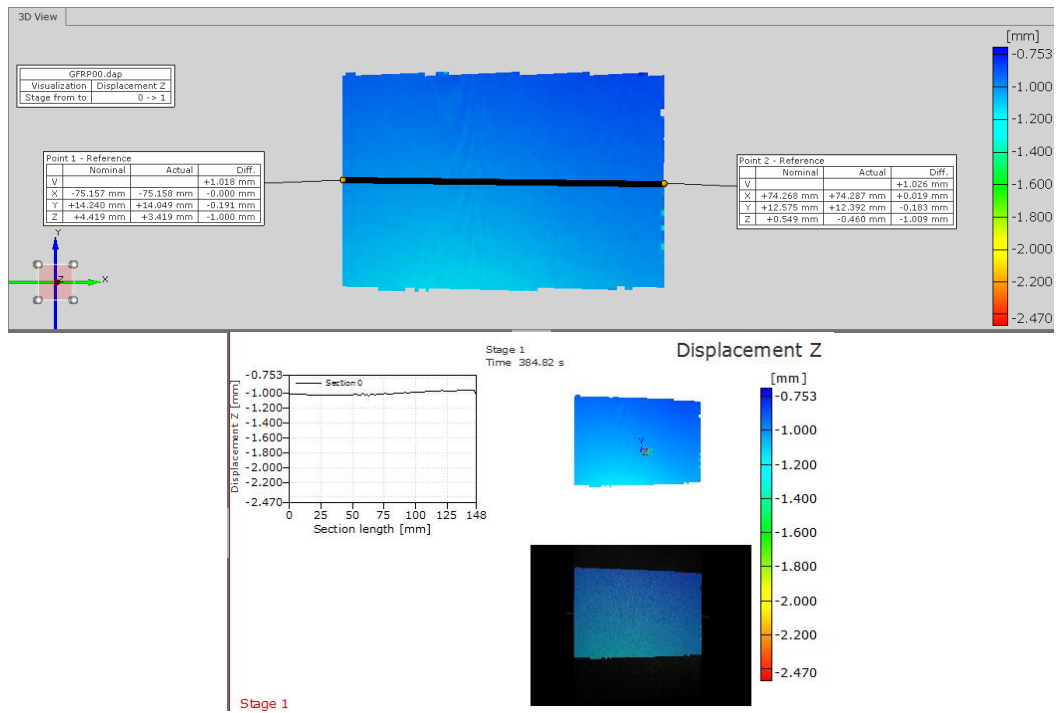 3D View
GFRP00.dap
Visualization Displacement Z
Stage from to 0 -> 1
Point 1 - Reference
Nominal Actual Diff.
V +1.018 mm
X -75.157 mm -75.158 mm -0.000 mm
Y +14.240 mm +14.049 mm -0.191 mm
Z +4.419 mm +3.419 mm -1.000 mm
Point 2 - Reference
Nominal Actual Diff.
V +1.026 mm
X +74.268 mm +74.287 mm +0.019 mm
Y +12.575 mm +12.392 mm -0.183 mm
Z +0.549 mm -0.460 mm -1.009 mm
Y
X
Z
[mm]
-0.753
-1.000
-1.200
-1.400
-1.600
-1.800
-2.000
-2.200
-2.470
Stage 1
Time 384.82 s
Displacement Z
Displacement Z [mm]
-0.753
-1.000
-1.200
-1.400
-1.600
-1.800
-2.000
-2.200
-2.470
Section 0
0 25 50 75 100 125 148
Section length [mm]
Y
Z
[mm]
-0.753
-1.000
-1.200
-1.400
-1.600
-1.800
-2.000
-2.200
-2.470
Stage 1